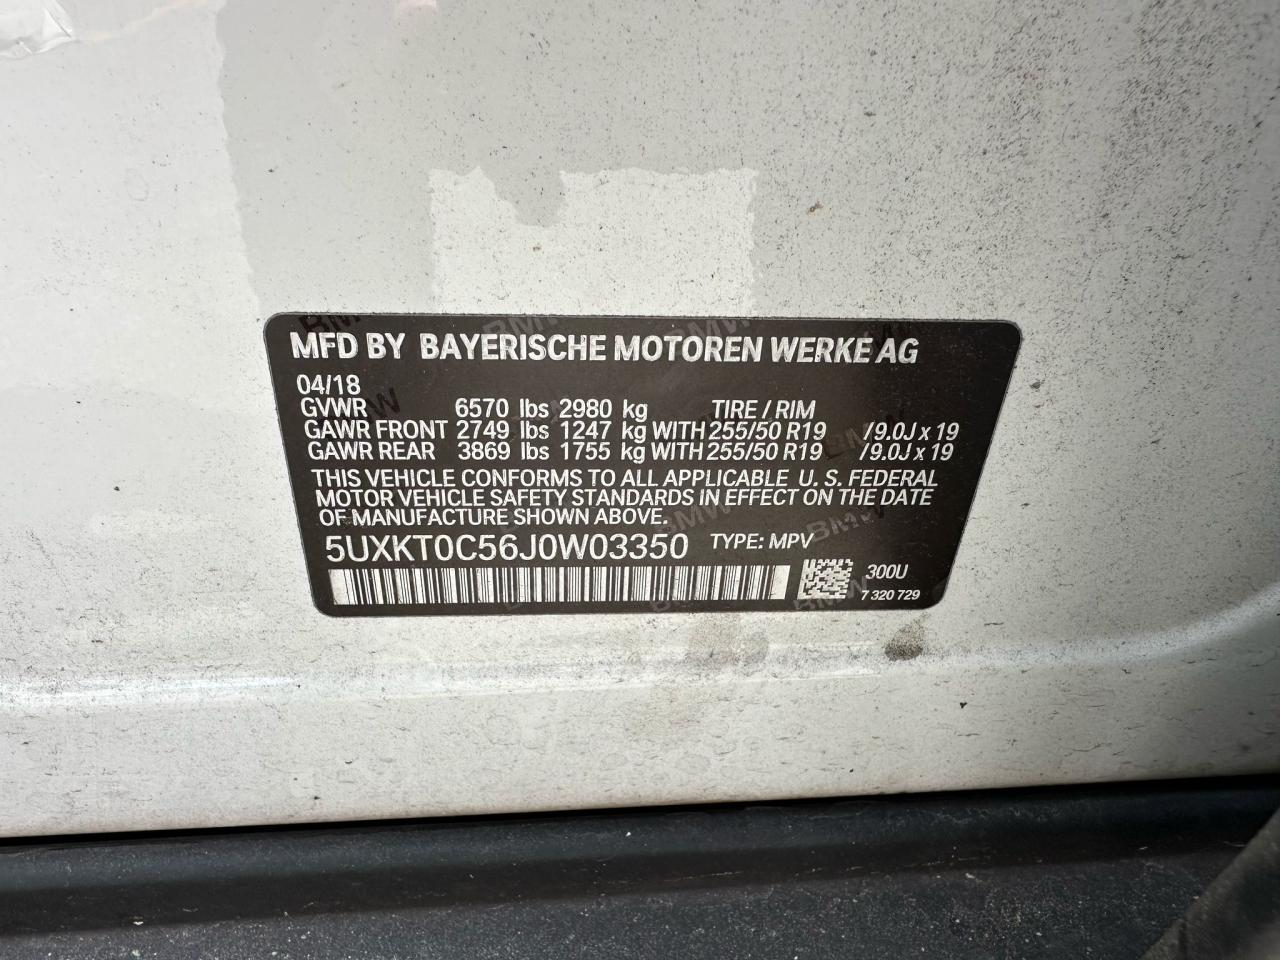 MFD BY BAYERISCHE MOTOREN WERKE AG
04/18
GVWR 6570 lbs 2980 kg TIRE / RIM
GAWR FRONT 2749 lbs 1247 kg WITH 255/50 R19 / 9.0J x 19
GAWR REAR 3869 lbs 1755 kg WITH 255/50 R19 / 9.0J x 19
THIS VEHICLE CONFORMS TO ALL APPLICABLE U. S. FEDERAL
MOTOR VEHICLE SAFETY STANDARDS IN EFFECT ON THE DATE
OF MANUFACTURE SHOWN ABOVE.
5UXKT0C56J0W03350 TYPE: MPV
300U
7 320 729